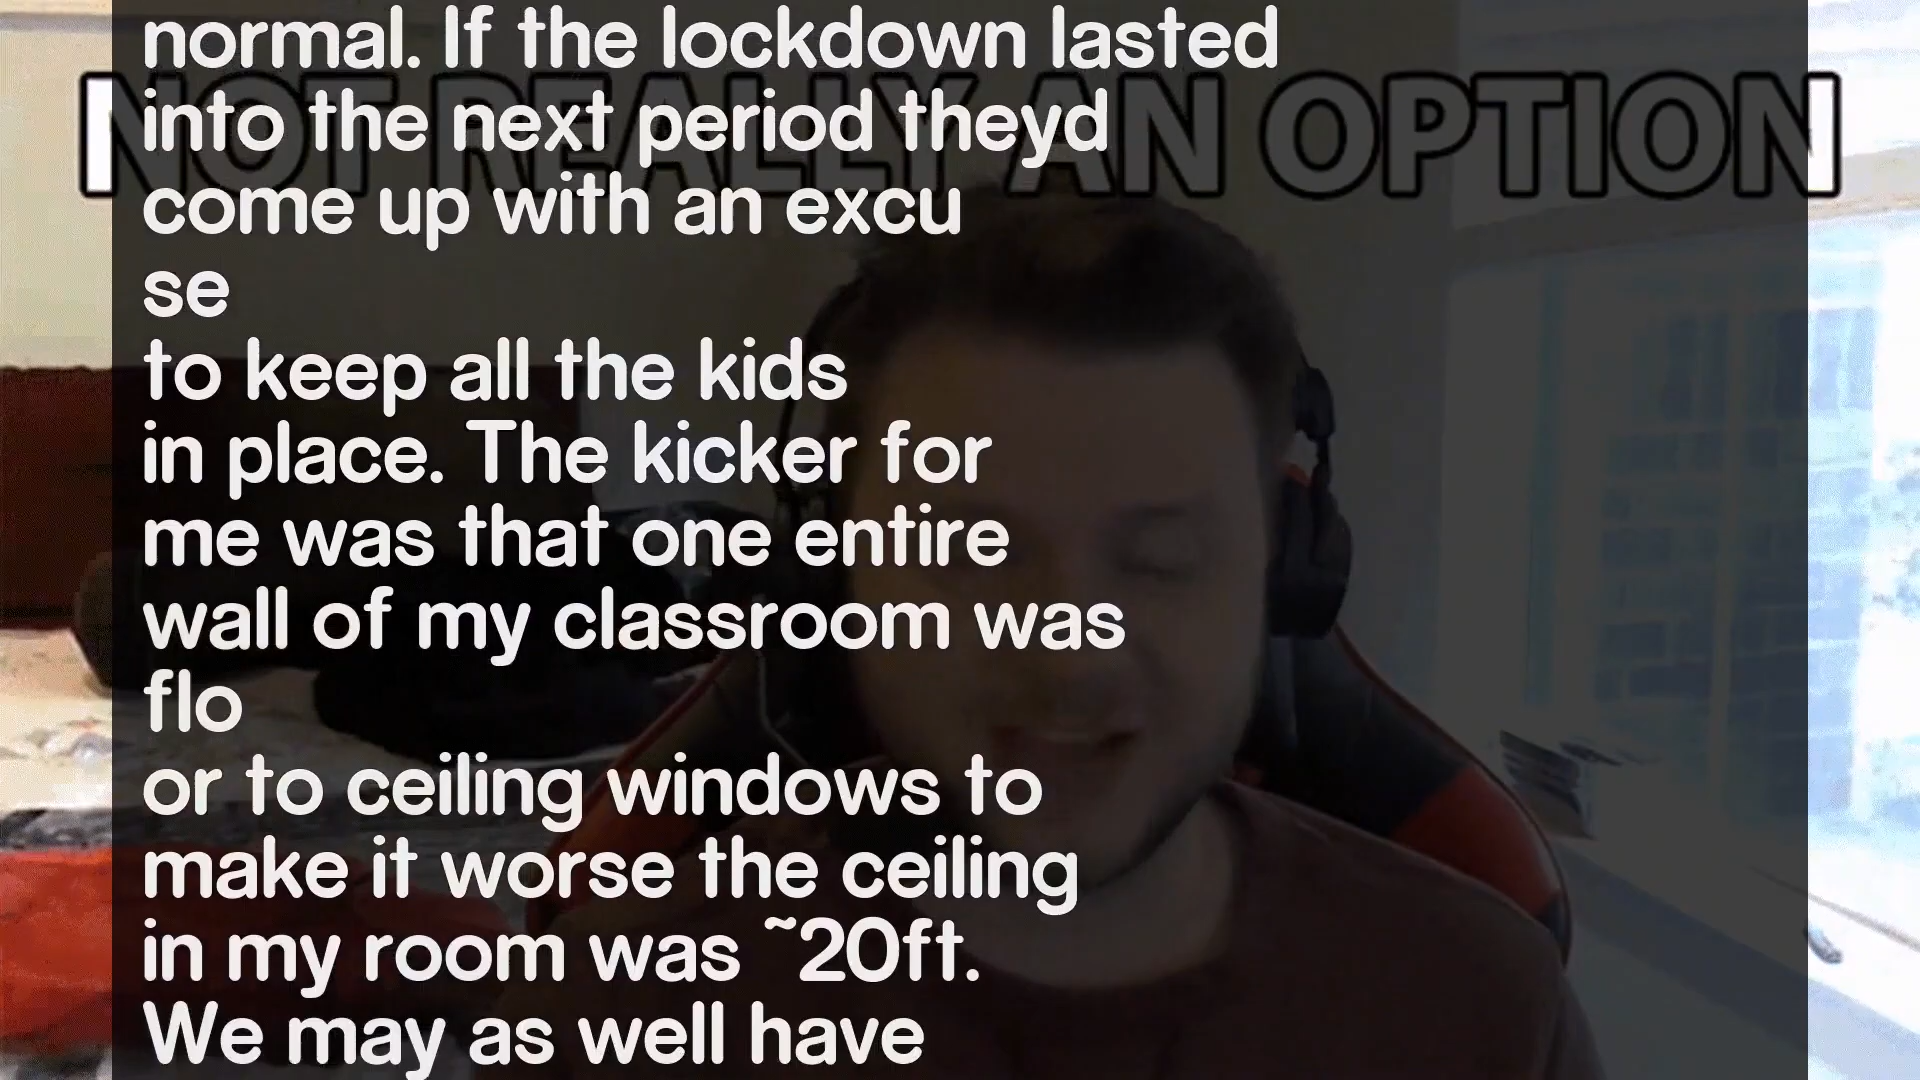 normal. If the lockdown lasted
NOT REALLY AN OPTION
into the next period theyd
come up with an excu
se
to keep all the kids
in place. The kicker for
me was that one entire
wall of my classroom was
flo
or to ceiling windows to
make it worse the ceiling
in my room was ~20ft.
We may as well have